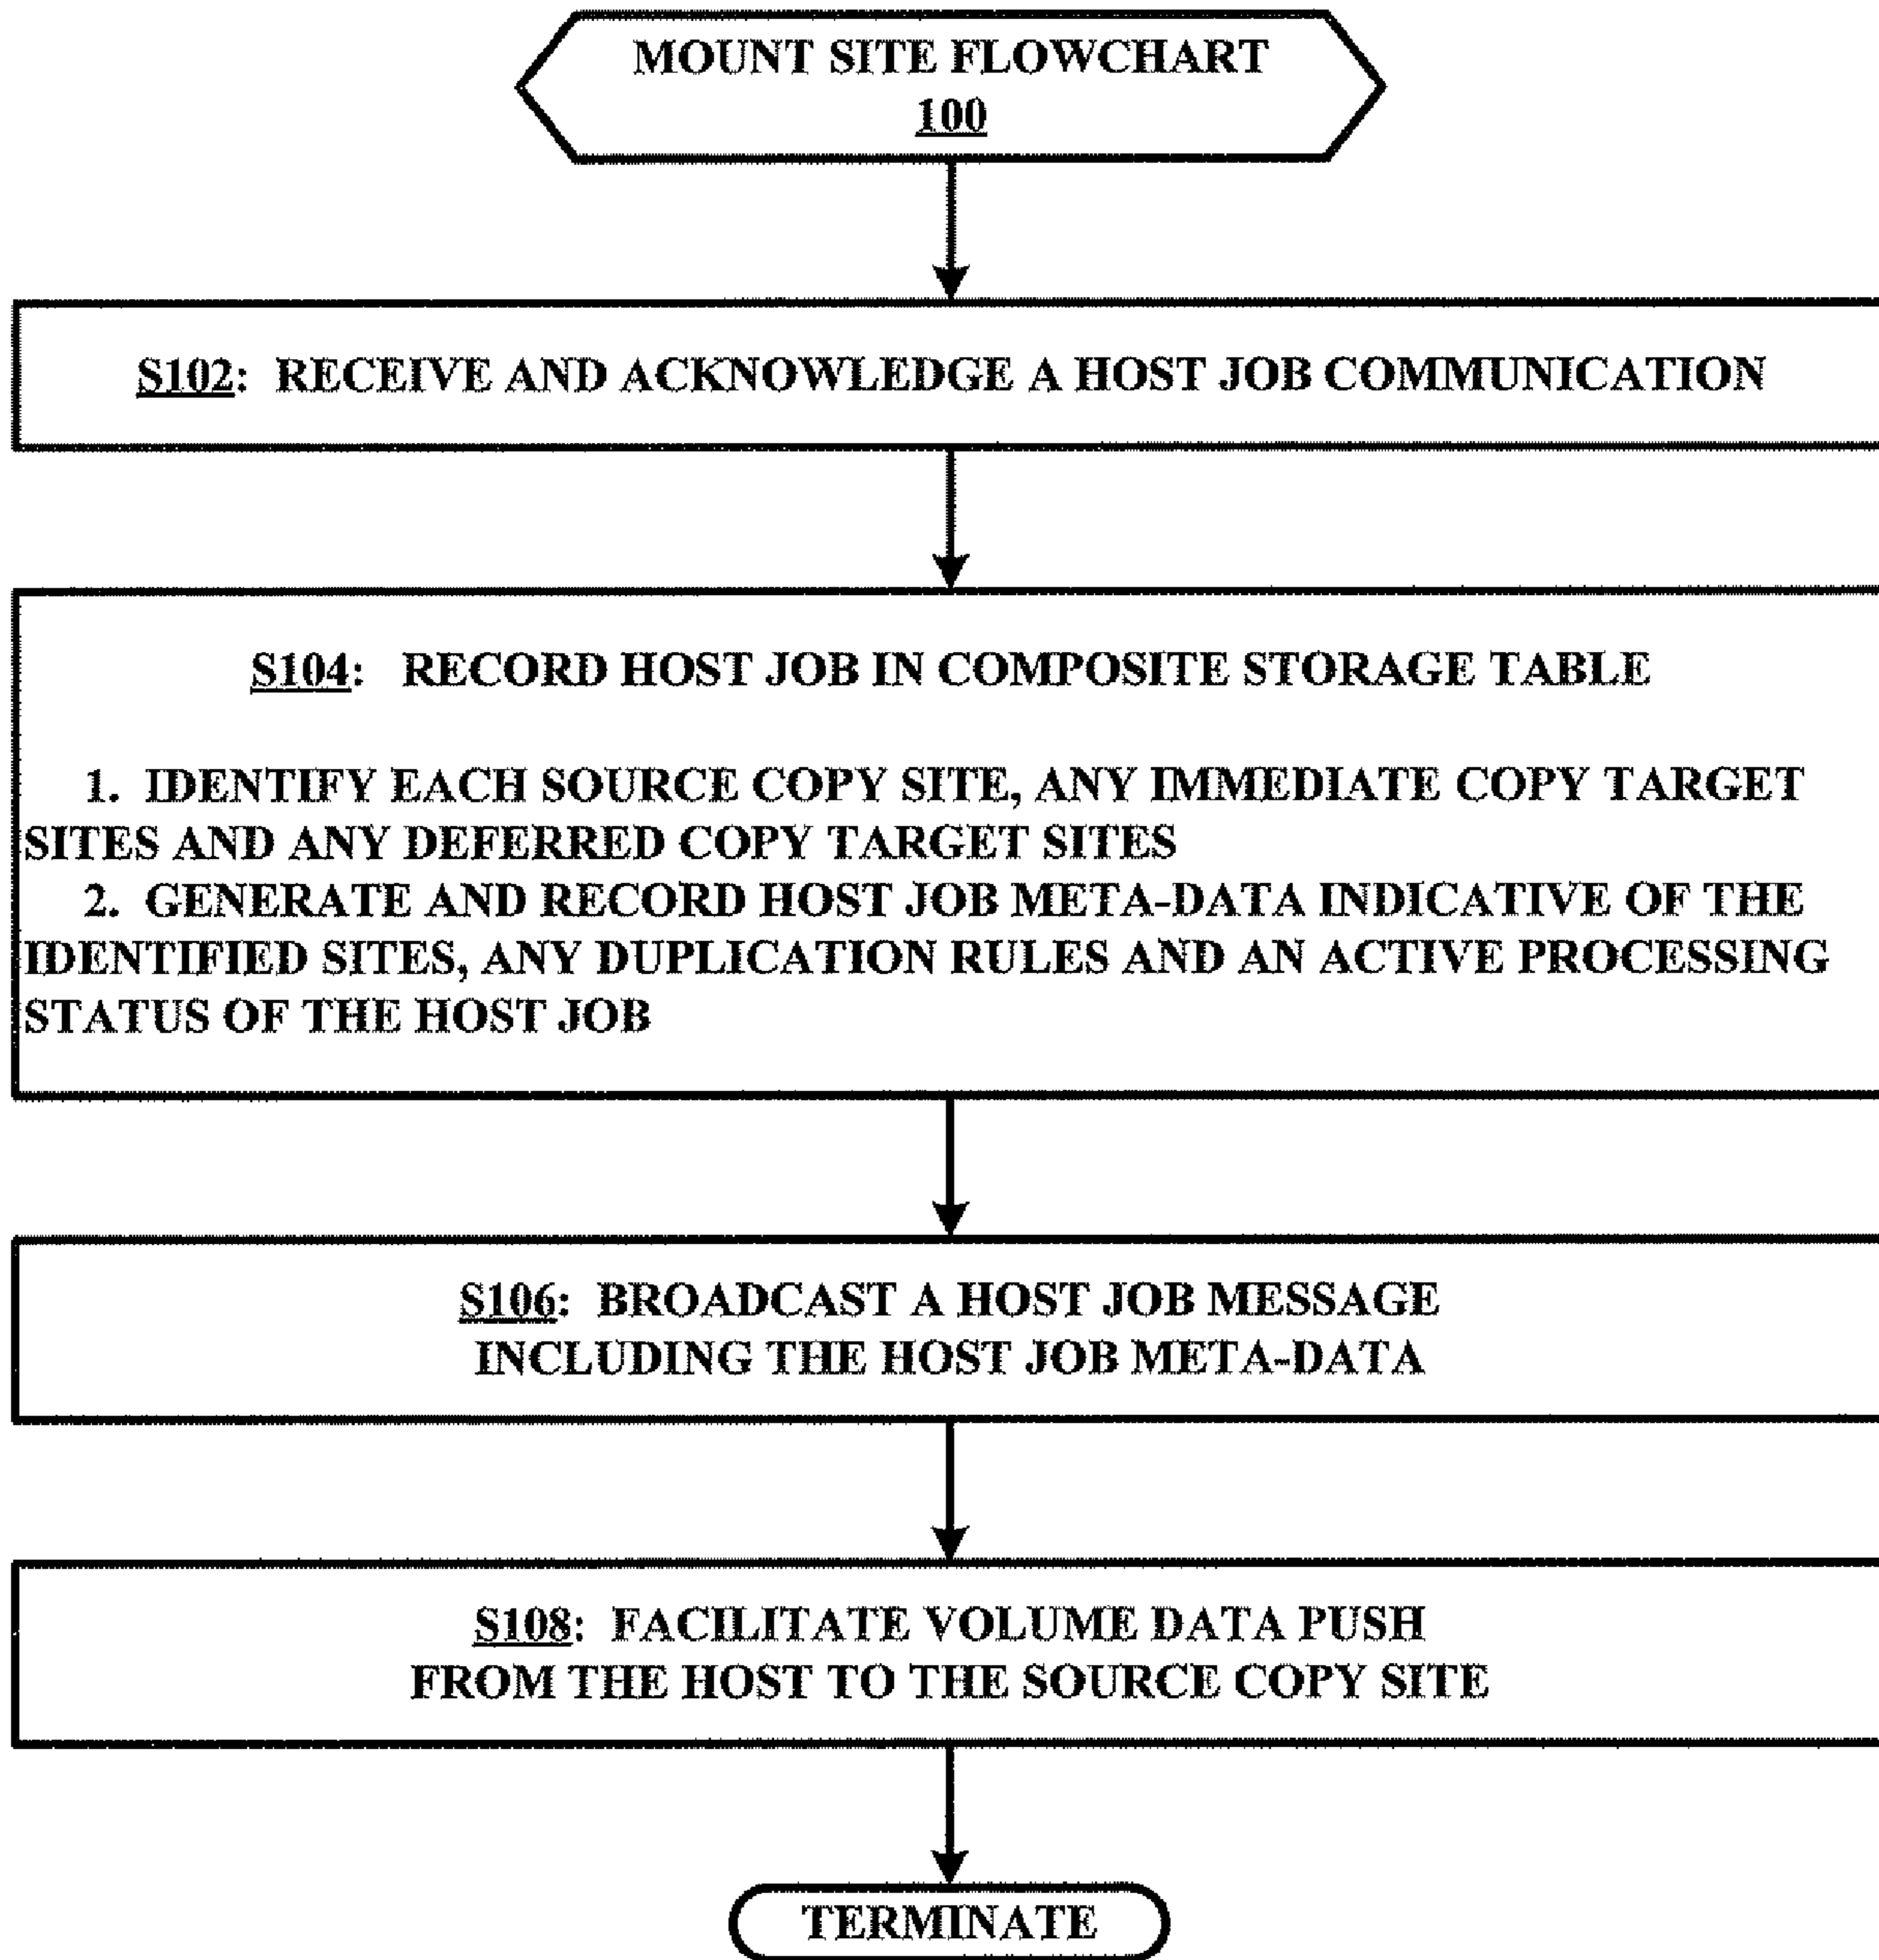 MOUNT SITE FLOWCHART
100
S102: RECEIVE AND ACKNOWLEDGE A HOST JOB COMMUNICATION
S104: RECORD HOST JOB IN COMPOSITE STORAGE TABLE
1. IDENTIFY EACH SOURCE COPY SITE, ANY IMMEDIATE COPY TARGET
SITES AND ANY DEFERRED COPY TARGET SITES
2. GENERATE AND RECORD HOST JOB META-DATA INDICATIVE OF THE
IDENTIFIED SITES, ANY DUPLICATION RULES AND AN ACTIVE PROCESSING
STATUS OF THE HOST JOB
S106: BROADCAST A HOST JOB MESSAGE
INCLUDING THE HOST JOB META-DATA
S108: FACILITATE VOLUME DATA PUSH
FROM THE HOST TO THE SOURCE COPY SITE
TERMINATE